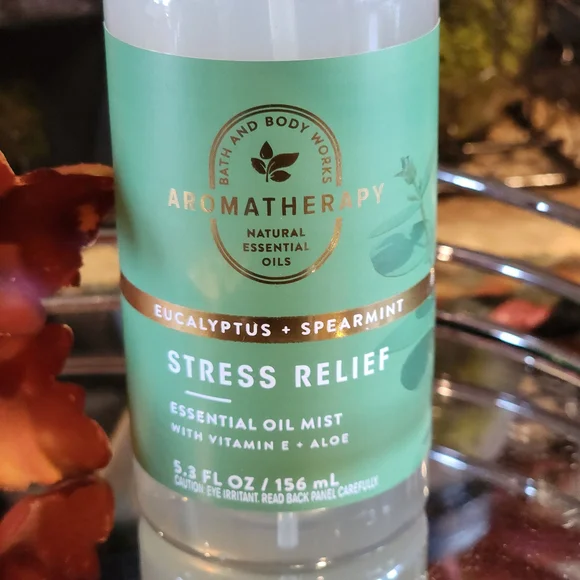 BATH AND BODY WORKS
AROMATHERAPY
NATURAL
ESSENTIAL
OILS
EUCALYPTUS + SPEARMINT
STRESS RELIEF
ESSENTIAL OIL MIST
WITH VITAMIN E + ALOE
5.3 FL OZ / 156 mL
CAUTION: EYE IRRITANT. READ BACK PANEL CAREFULLY.